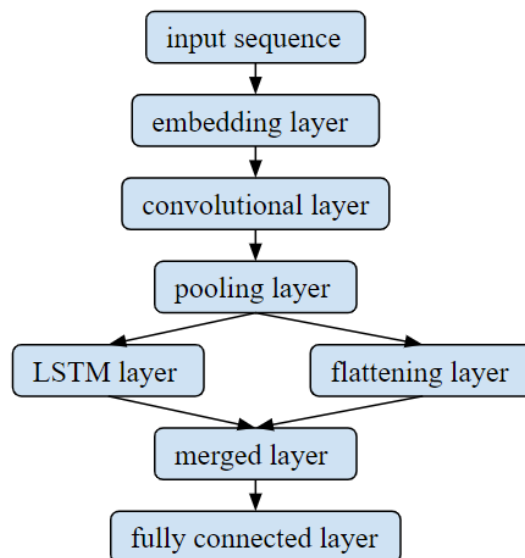 input sequence
embedding layer
convolutional layer
pooling layer
LSTM layer
flattening layer
merged layer
fully connected layer